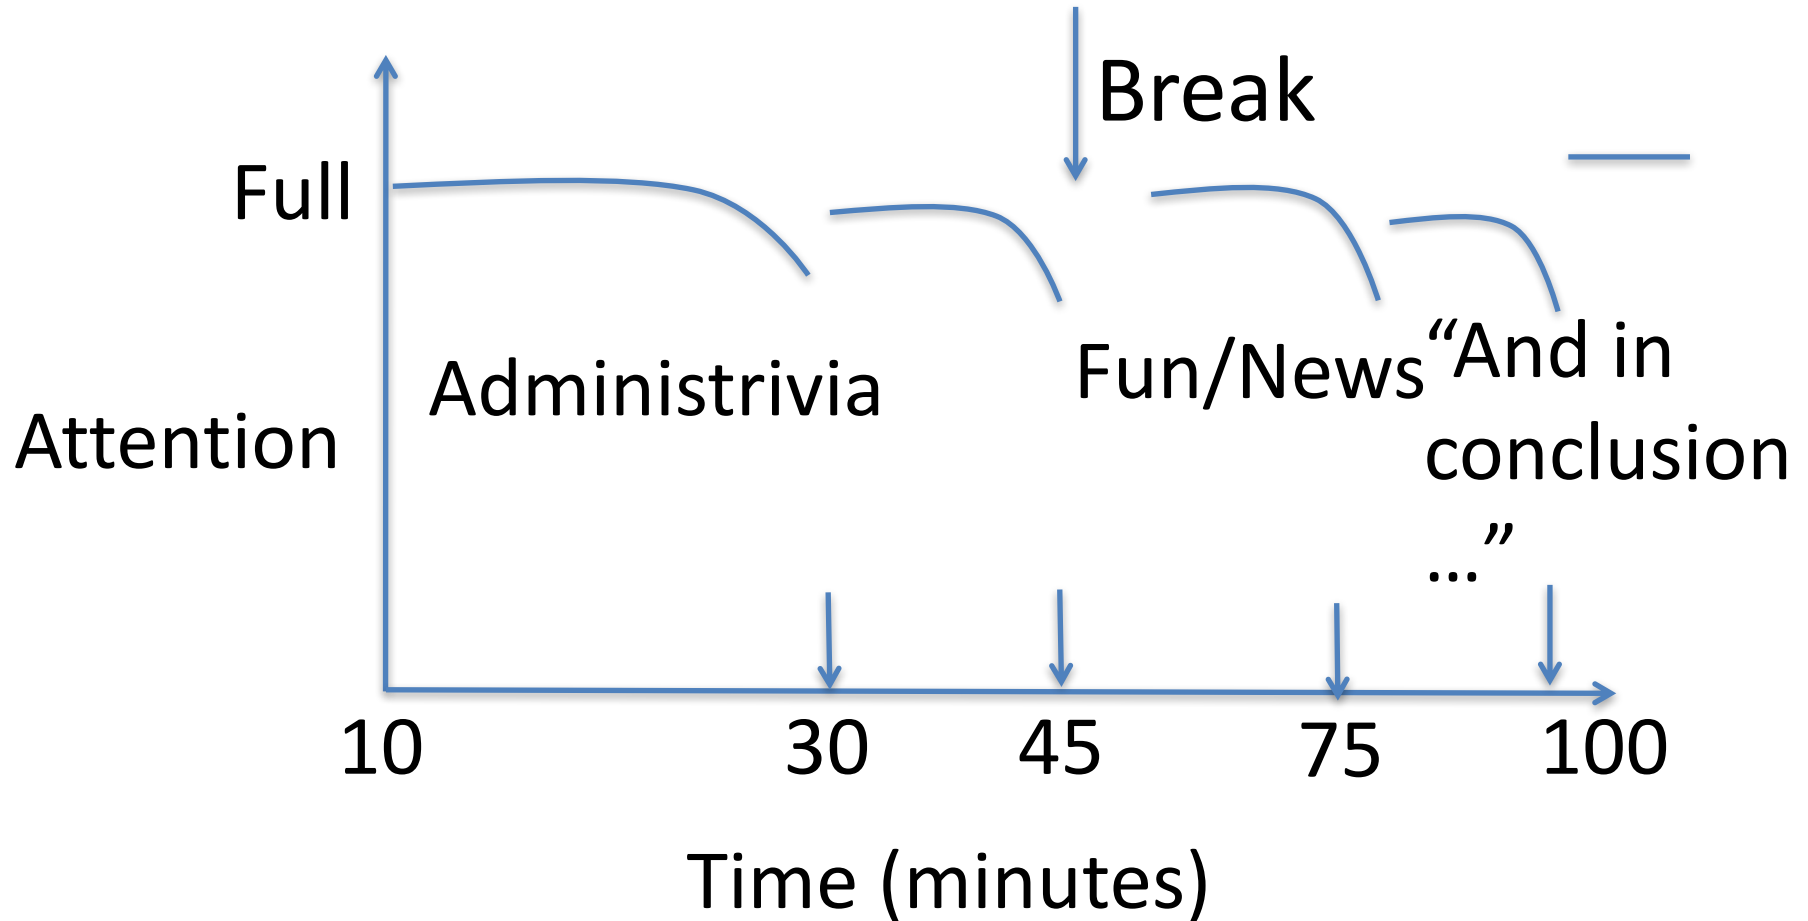 Break
Full
Administrivia
Fun/News
“And in
conclusion
…”
Attention
10 30 45 75 100
Time (minutes)